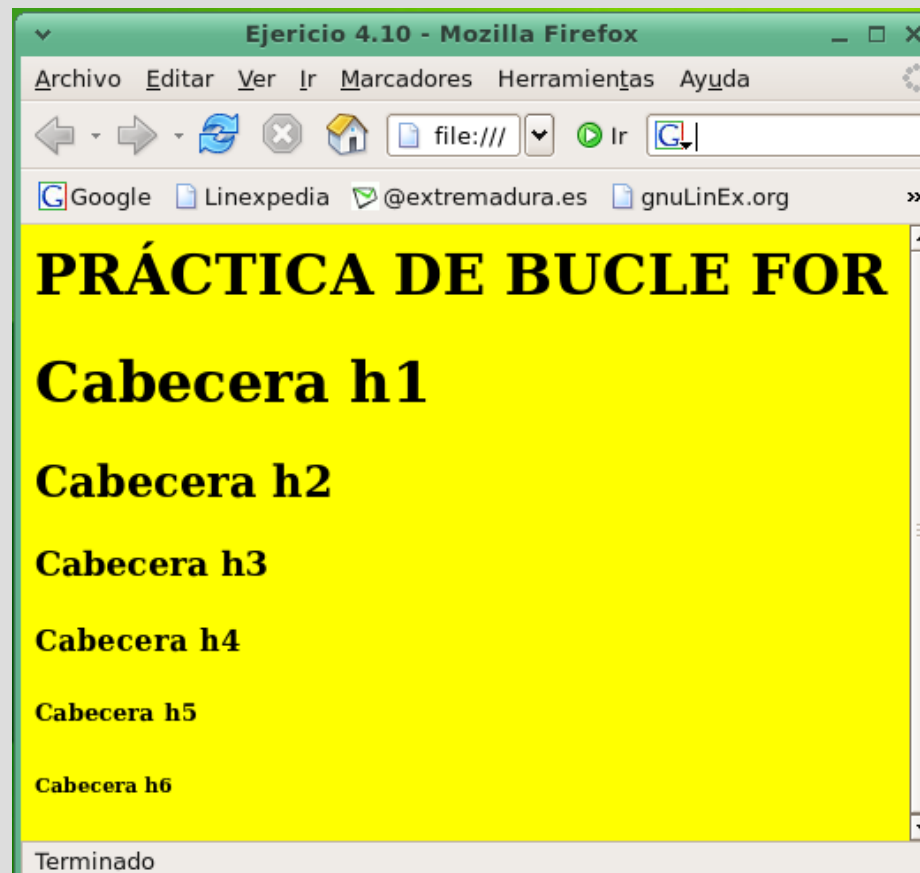 Ejericio 4.10 - Mozilla Firefox
Archivo Editar Ver Ir Marcadores Herramientas Ayuda
file:/// Ir G
G Google Linexpedia @extremadura.es gnuLinEx.org »
PRÁCTICA DE BUCLE FOR
Cabecera h1
Cabecera h2
Cabecera h3
Cabecera h4
Cabecera h5
Cabecera h6
Terminado